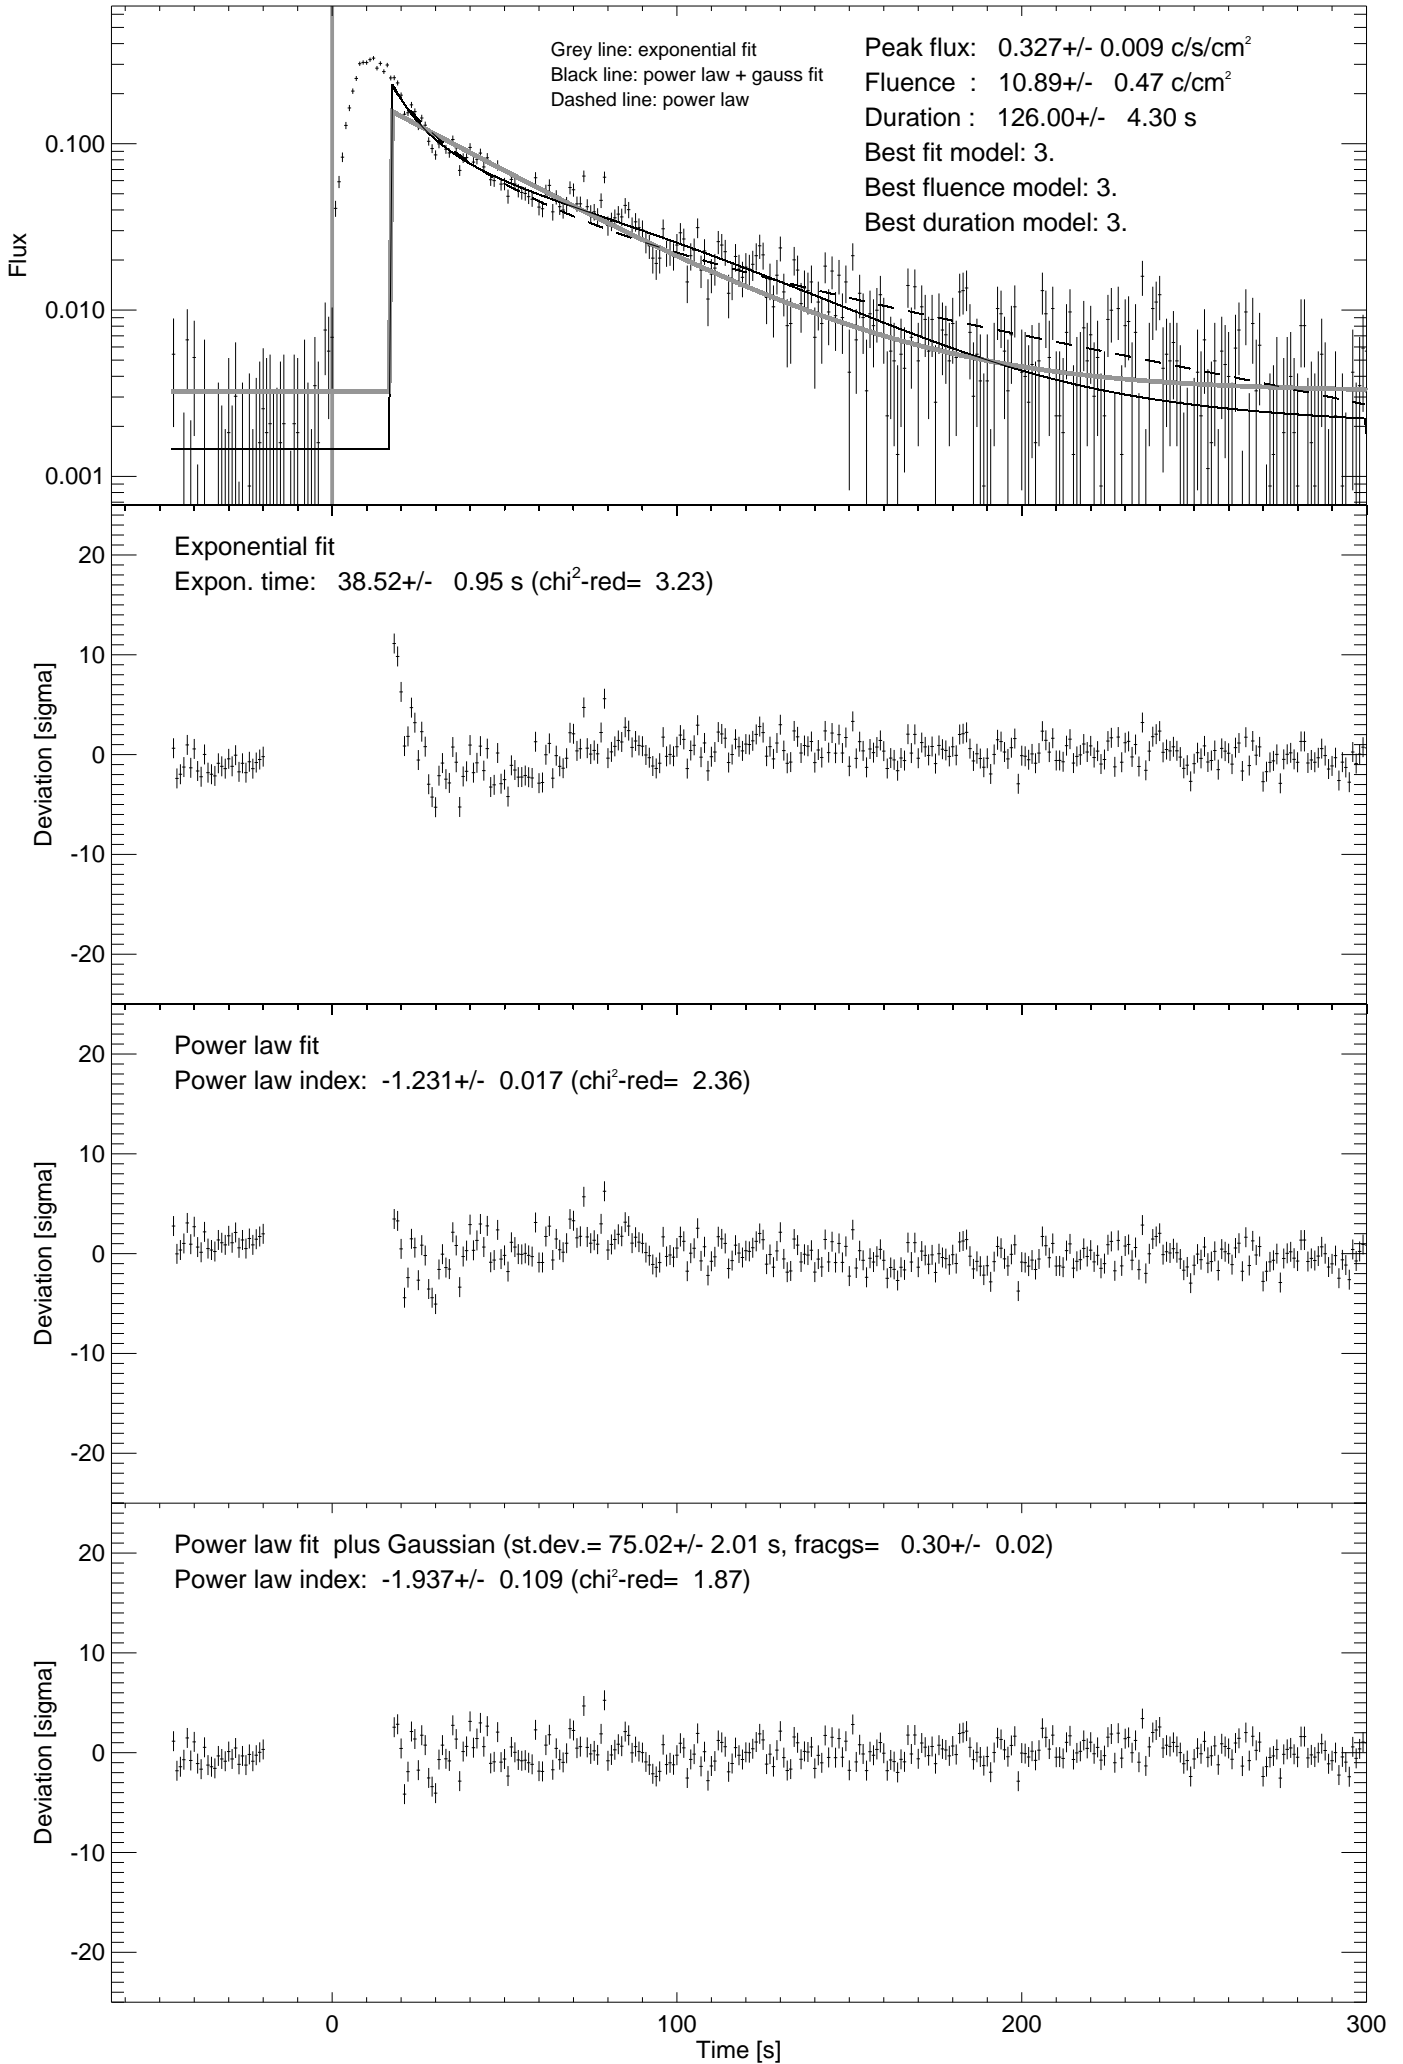 Grey line: exponential fit
Black line: power law + gauss fit
Dashed line: power law
Peak flux: 0.327+/- 0.009 c/s/cm²
Fluence : 10.89+/- 0.47 c/cm²
Duration : 126.00+/- 4.30 s
Best fit model: 3.
Best fluence model: 3.
Best duration model: 3.
Flux
0.100
0.010
0.001
Exponential fit
Expon. time: 38.52+/- 0.95 s (chi²-red= 3.23)
Deviation [sigma]
20
10
0
-10
-20
Power law fit
Power law index: -1.231+/- 0.017 (chi²-red= 2.36)
Deviation [sigma]
20
10
0
-10
-20
Power law fit plus Gaussian (st.dev.= 75.02+/- 2.01 s, fracgs= 0.30+/- 0.02)
Power law index: -1.937+/- 0.109 (chi²-red= 1.87)
Deviation [sigma]
20
10
0
-10
-20
0 100 200 300
Time [s]